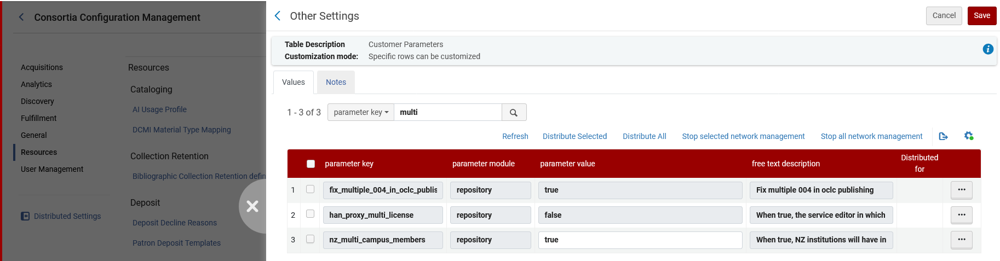 Consortia Configuration Management
Acquisitions
Analytics
Discovery
Fulfillment
General
Resources
User Management
Distributed Settings
Resources
Cataloging
AI Usage Profile
DCMI Material Type Mapping
Collection Retention
Bibliographic Collection Retention defin
Deposit
Deposit Decline Reasons
Patron Deposit Templates
Other Settings
Cancel
Save
Table Description Customer Parameters
Customization mode: Specific rows can be customized
Values
Notes
1 - 3 of 3
parameter key
multi
Refresh
Distribute Selected
Distribute All
Stop selected network management
Stop all network management
parameter key parameter module parameter value free text description Distributed for
1 fix_multiple_004_in_oclc_publis repository true Fix multiple 004 in oclc publishing
2 han_proxy_multi_license repository false When true, the service editor in which
3 nz_multi_campus_members repository true When true, NZ institutions will have in